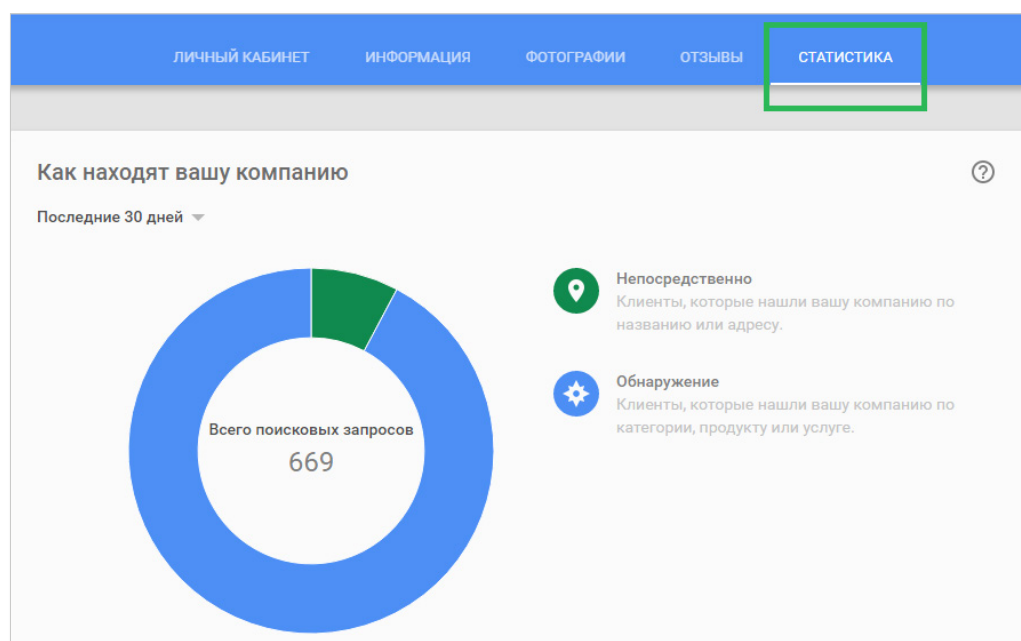 ЛИЧНЫЙ КАБИНЕТ ИНФОРМАЦИЯ ФОТОГРАФИИ ОТЗЫВЫ СТАТИСТИКА
Как находят вашу компанию
Последние 30 дней
Всего поисковых запросов
669
Непосредственно
Клиенты, которые нашли вашу компанию по
названию или адресу.
Обнаружение
Клиенты, которые нашли вашу компанию по
категории, продукту или услуге.